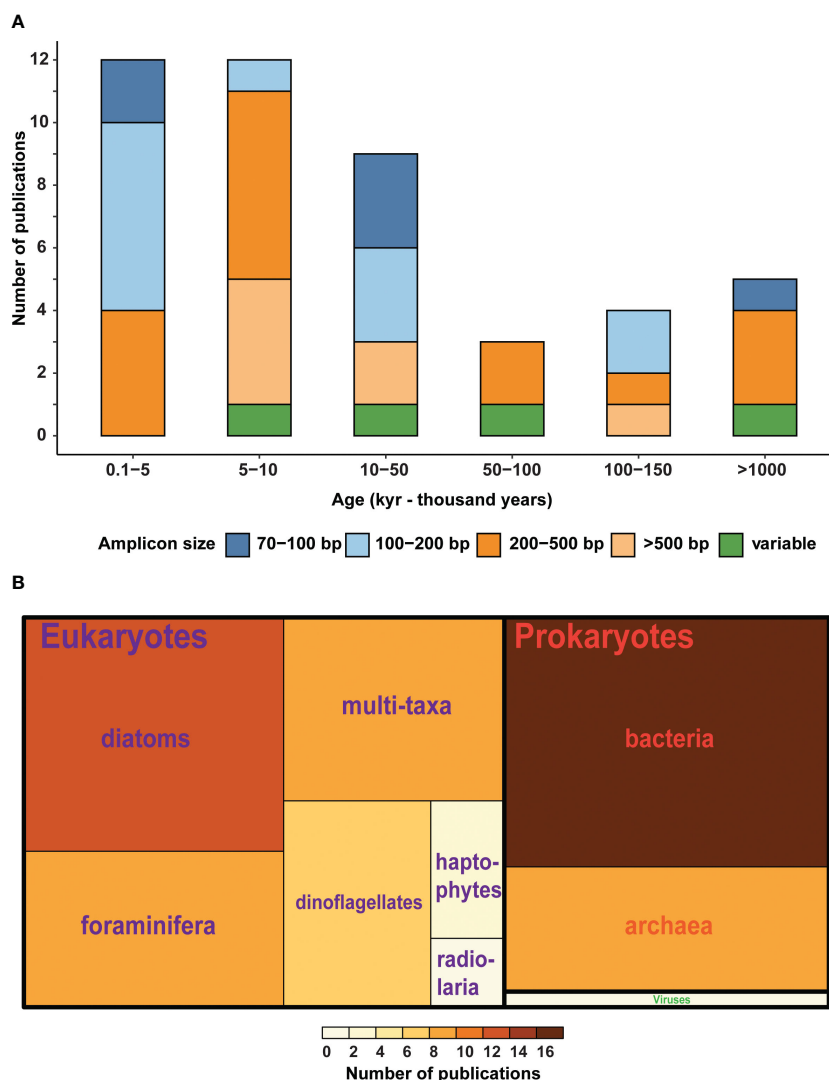 A
Number of publications
12
10
8
6
4
2
0
0.1–5 5–10 10–50 50–100 100–150 >1000
Age (kyr - thousand years)
Amplicon size 70–100 bp 100–200 bp 200–500 bp >500 bp variable
B
Eukaryotes
diatoms
foraminifera
multi-taxa
dinoflagellates
hapto-
phytes
radio-
laria
Prokaryotes
bacteria
archaea
Viruses
0 2 4 6 8 10 12 14 16
Number of publications